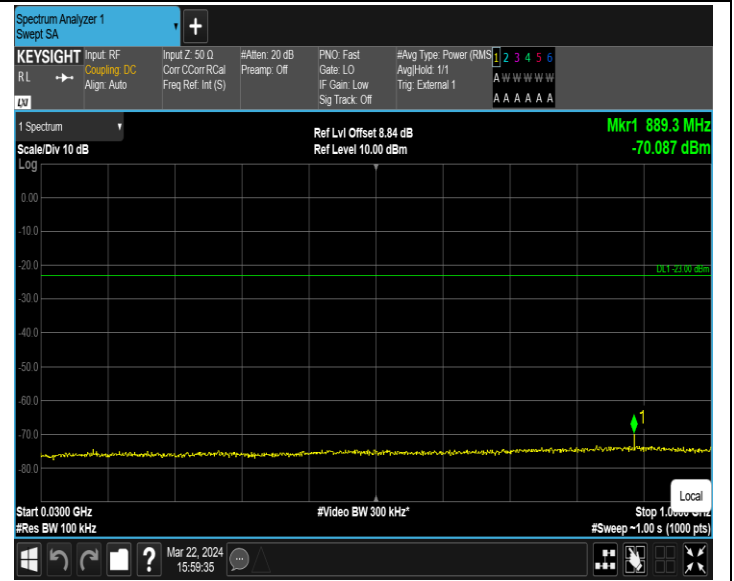 Spectrum Analyzer 1
Swept SA
+
KEYSIGHT
RL
LXI
Input: RF
Coupling: DC
Align: Auto
Input Z: 50 Ω
Corr CCorr RCal
Freq Ref: Int (S)
#Atten: 20 dB
Preamp: Off
PNO: Fast
Gate: LO
IF Gain: Low
Sig Track: Off
#Avg Type: Power (RMS
Avg|Hold: 1/1
Trig: External 1
1 2 3 4 5 6
A W W W W W
A A A A A A
1 Spectrum
Scale/Div 10 dB
Ref Lvl Offset 8.84 dB
Ref Level 10.00 dBm
Mkr1 889.3 MHz
-70.087 dBm
Log
0.00
-10.0
-20.0
DL1 -23.00 dBm
-30.0
-40.0
-50.0
-60.0
1
-70.0
-80.0
Local
Start 0.0300 GHz
#Video BW 300 kHz*
Stop 1.0000 GHz
#Res BW 100 kHz
#Sweep ~1.00 s (1000 pts)
?
Mar 22, 2024
15:59:35